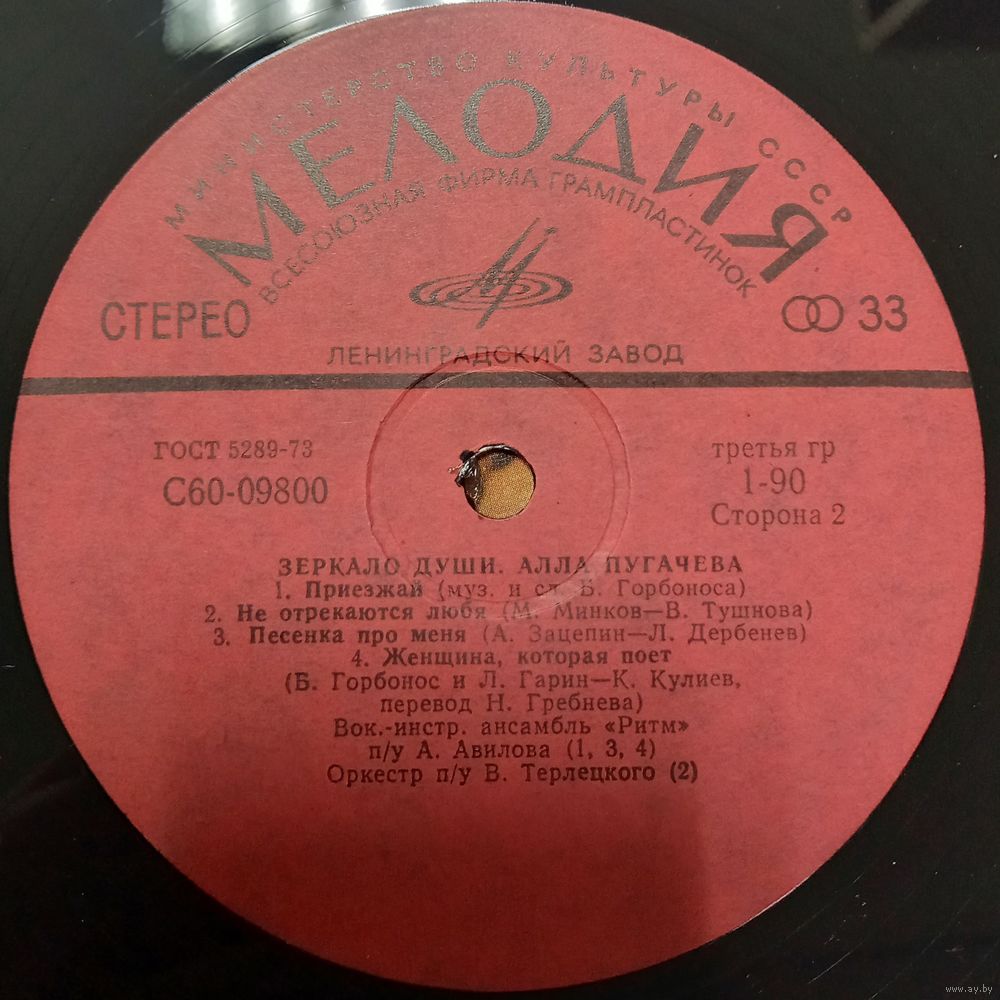 МИНИСТЕРСТВО КУЛЬТУРЫ СССР
МЕЛОДИЯ
ВСЕСОЮЗНАЯ ФИРМА ГРАМПЛАСТИНОК
СТЕРЕО
33
ЛЕНИНГРАДСКИЙ ЗАВОД
ГОСТ 5289-73
третья гр
С60-09800
1-90
Сторона 2
ЗЕРКАЛО ДУШИ. АЛЛА ПУГАЧЕВА
1. Приезжай (муз. и сл. Б. Горбоноса)
2. Не отрекаются любя (М. Минков—В. Тушнова)
3. Песенка про меня (А. Зацепин—Л. Дербенев)
4. Женщина, которая поет
(Б. Горбонос и Л. Гарин—К. Кулиев,
перевод Н. Гребнева)
Вок.-инстр. ансамбль «Ритм»
п/у А. Авилова (1, 3, 4)
Оркестр п/у В. Терлецкого (2)
www.ay.by